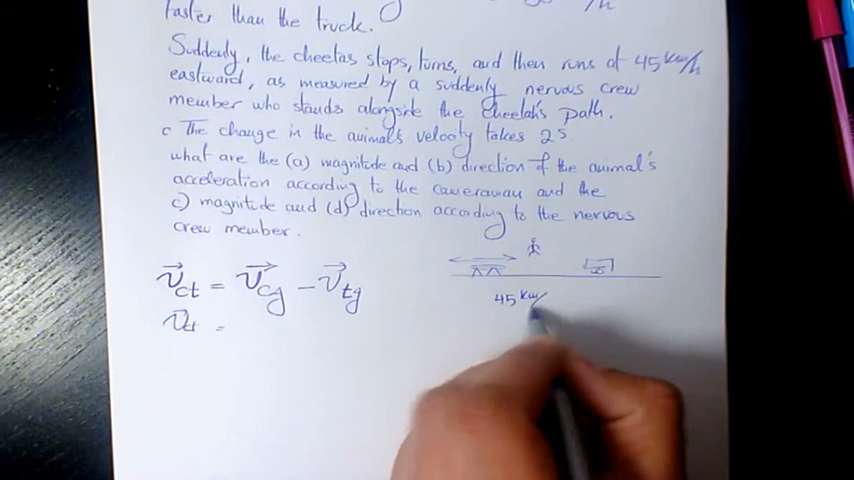 faster than the truck.
Suddenly, the cheetas stops, turns, and then runs at 45 km/h
eastward, as measured by a suddenly nervous crew
member who stands alongside the cheetah's path.
c The change in the animal's velocity takes 2s
what are the (a) magnitude and (b) direction of the animal's
acceleration according to the cameraman and the
c) magnitude and (d) direction according to the nervous
crew member.
v⃗ct = v⃗cg - v⃗tg
v⃗ct =
45 km/